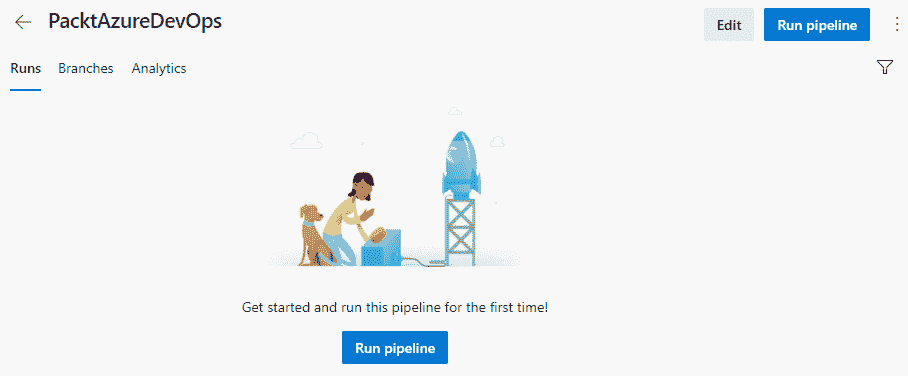 PacktAzureDevOps
Edit
Run pipeline
Runs
Branches
Analytics
Get started and run this pipeline for the first time!
Run pipeline